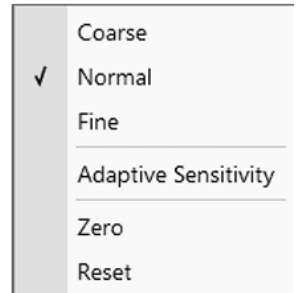 Coarse
Normal
Fine
Adaptive Sensitivity
Zero
Reset